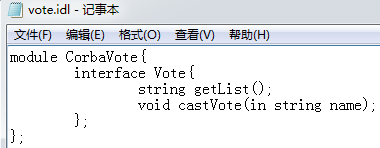 vote.idl - 记事本
文件(F) 编辑(E) 格式(O) 查看(V) 帮助(H)
module CorbaVote{
        interface Vote{
                string getList();
                void castVote(in string name);
        };
};